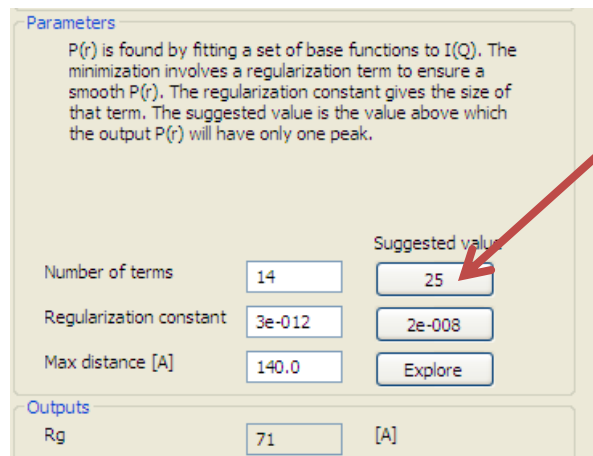 Parameters
P(r) is found by fitting a set of base functions to I(Q). The
minimization involves a regularization term to ensure a
smooth P(r). The regularization constant gives the size of
that term. The suggested value is the value above which
the output P(r) will have only one peak.
Suggested value
Number of terms 14 25
Regularization constant 3e-012 2e-008
Max distance [A] 140.0 Explore
Outputs
Rg 71 [A]